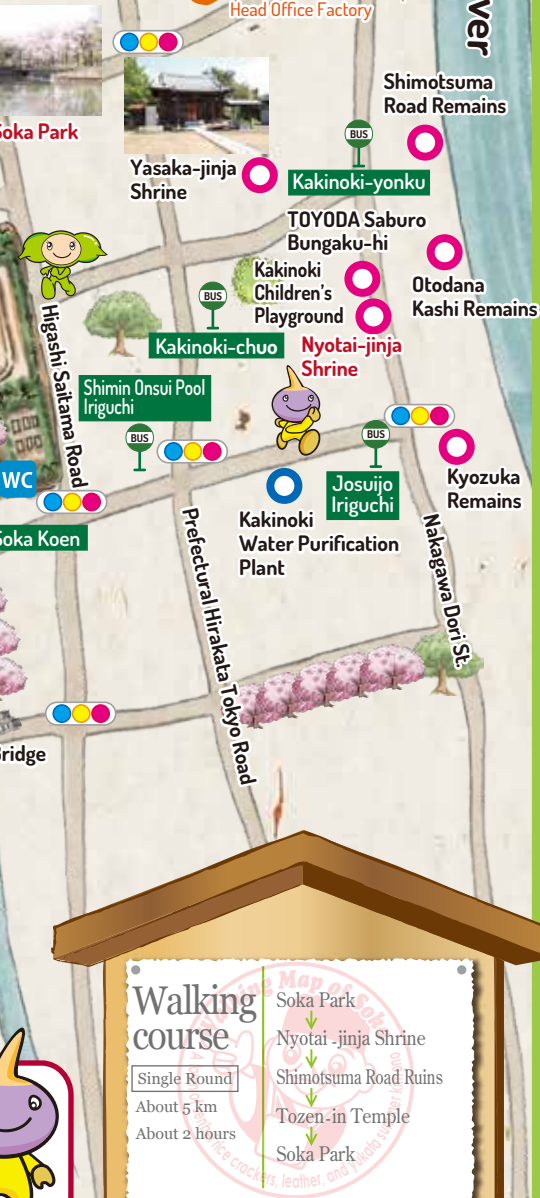 Head Office Factory
ver
Soka Park
Shimotsuma
Road Remains
BUS
Yasaka-jinja
Shrine
Kakinoki-yonku
TOYODA Saburo
Bungaku-hi
Kakinoki
Children's
Playground
Otodana
Kashi Remains
BUS
Kakinoki-chuo
Nyotai-jinja
Shrine
Higashi Saitama Road
Shimin Onsui Pool
Iriguchi
BUS
BUS
WC
Josuijo
Iriguchi
Kyozuka
Remains
Soka Koen
Kakinoki
Water Purification
Plant
Prefectural Hirakata Tokyo Road
Nakagawa Dori St.
Bridge
Walking
course
Single Round
About 5 km
About 2 hours
Soka Park
Nyotai -jinja Shrine
Shimotsuma Road Ruins
Tozen-in Temple
Soka Park